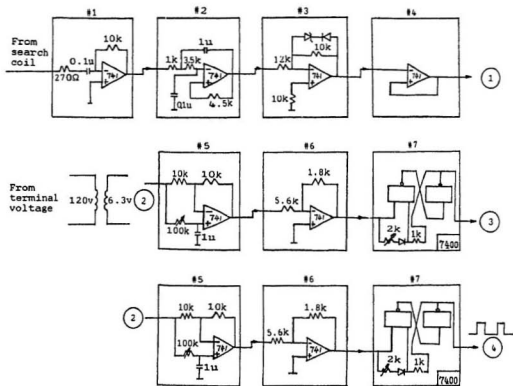 #1
#2
#3
#4
From
search
coil
270Ω
0.1u
10k
741
1k
35k
1u
741
.01u
4.5k
12k
10k
741
10k
741
1
#5
#6
#7
From
terminal
voltage
120v
6.3v
2
10k
10k
741
100k
1u
5.6k
1.8k
741
2k
1k
7400
3
#5
#6
#7
2
10k
10k
741
100k
1u
5.6k
1.8k
741
2k
1k
7400
4